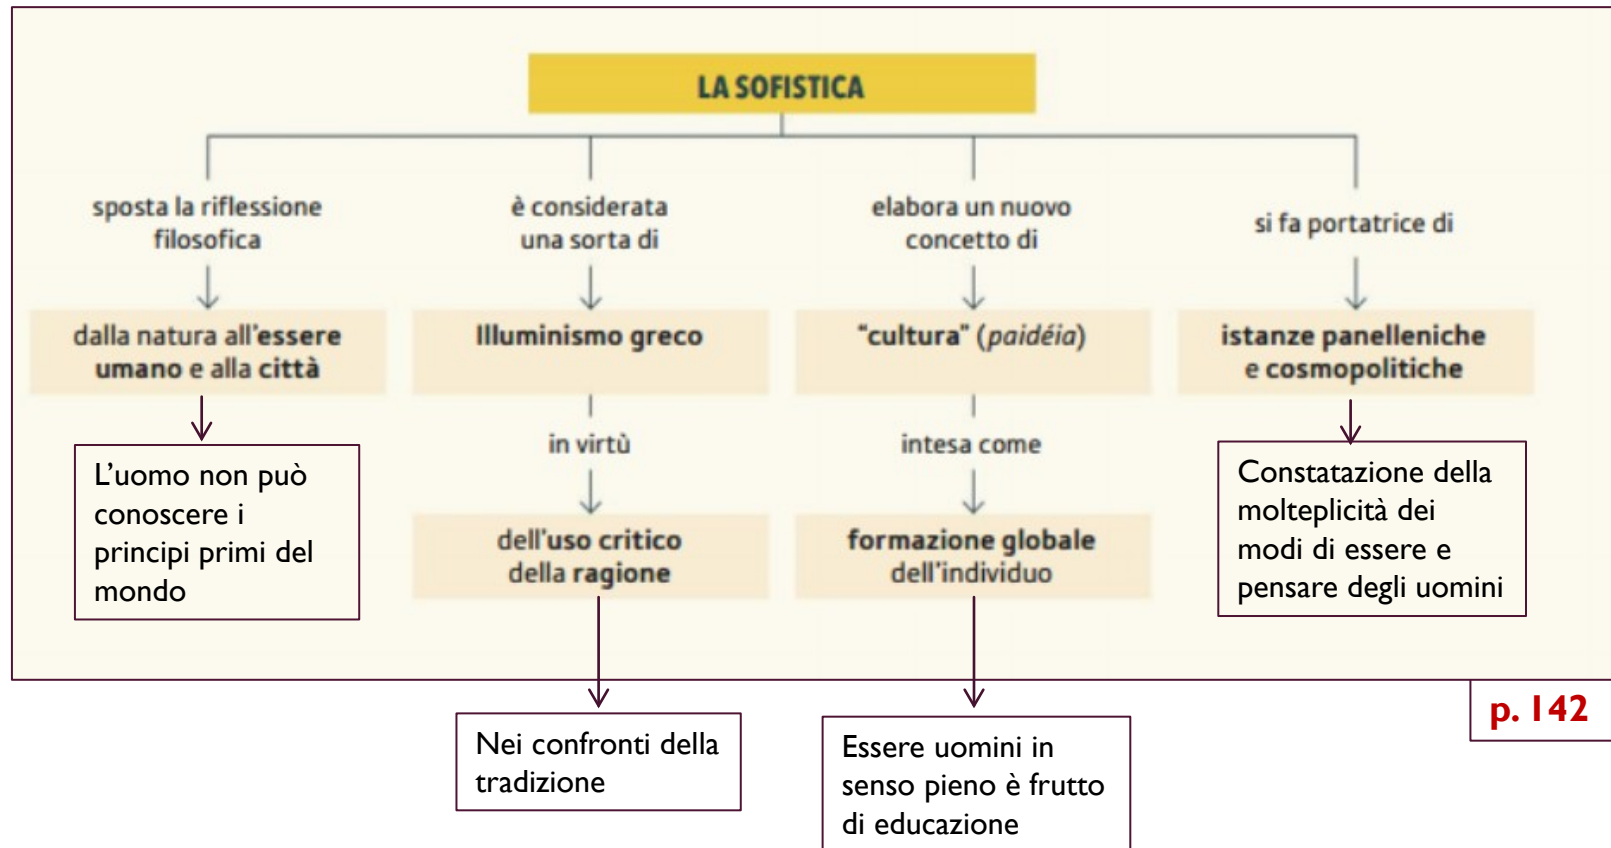 LA SOFISTICA
sposta la riflessione
filosofica
dalla natura all'essere
umano e alla città
L'uomo non può
conoscere i
principi primi del
mondo
è considerata
una sorta di
Illuminismo greco
in virtù
dell'uso critico
della ragione
Nei confronti della
tradizione
elabora un nuovo
concetto di
"cultura" (paidéia)
intesa come
formazione globale
dell'individuo
Essere uomini in
senso pieno è frutto
di educazione
si fa portatrice di
istanze panelleniche
e cosmopolitiche
Constatazione della
molteplicità dei
modi di essere e
pensare degli uomini
p. 142